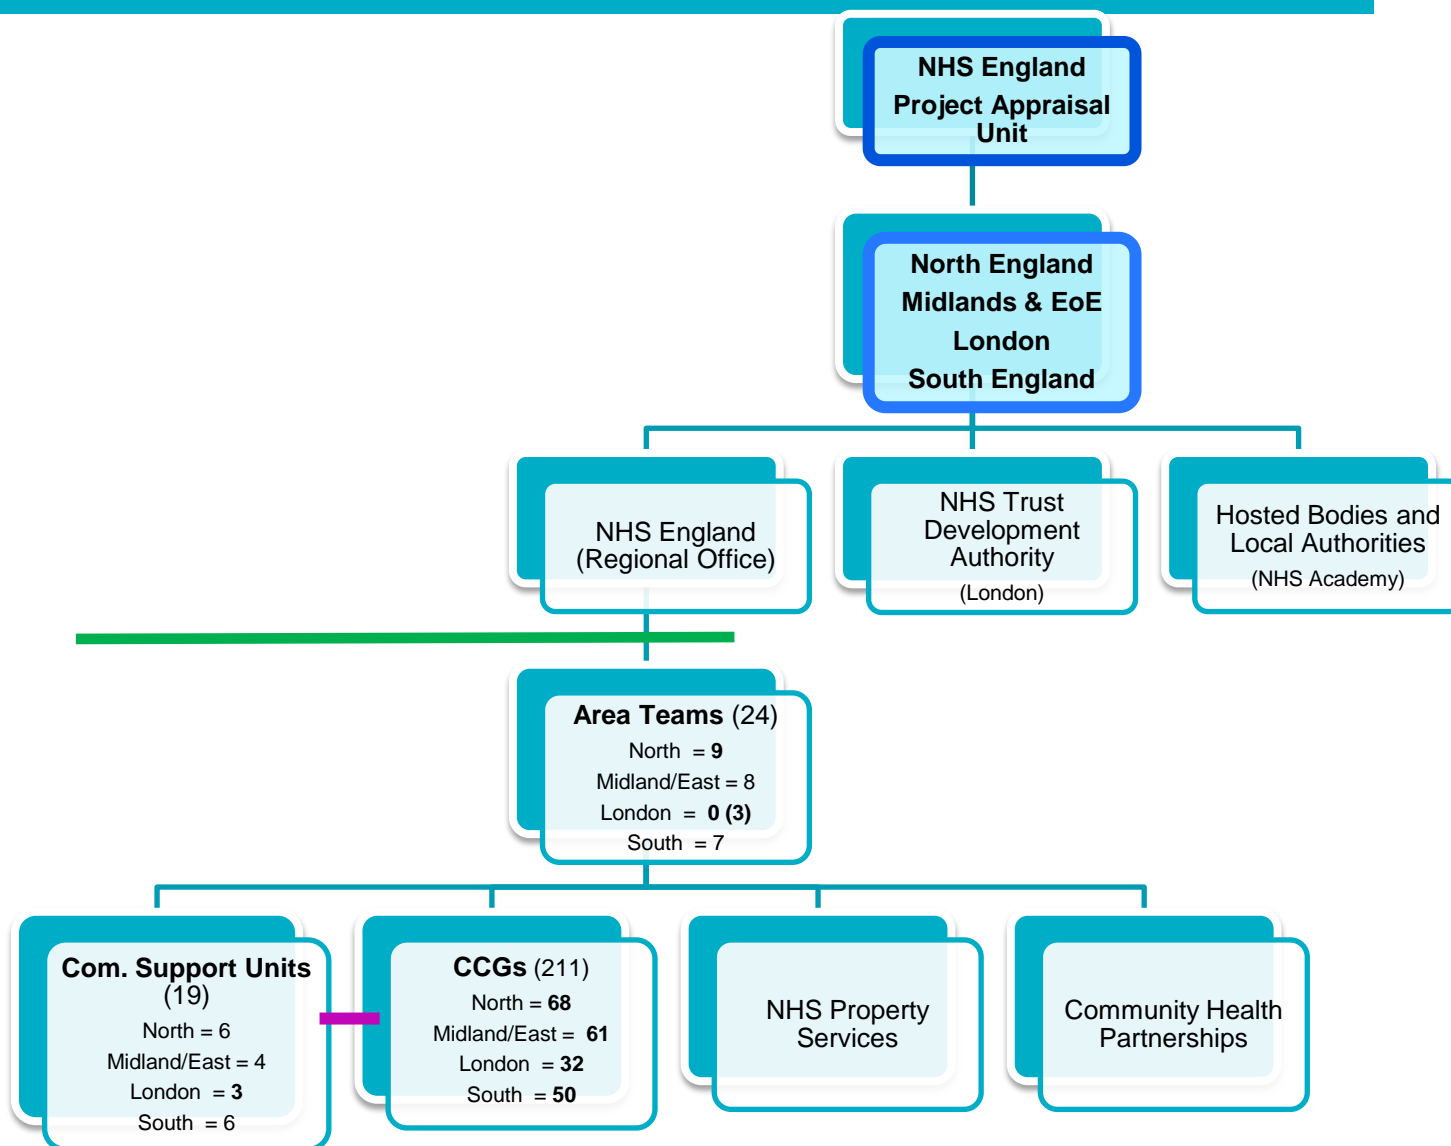 NHS England
Project Appraisal
Unit
North England
Midlands & EoE
London
South England
NHS England
(Regional Office)
NHS Trust
Development
Authority
(London)
Hosted Bodies and
Local Authorities
(NHS Academy)
Area Teams (24)
North = 9
Midland/East = 8
London = 0 (3)
South = 7
Com. Support Units
(19)
North = 6
Midland/East = 4
London = 3
South = 6
CCGs (211)
North = 68
Midland/East = 61
London = 32
South = 50
NHS Property
Services
Community Health
Partnerships